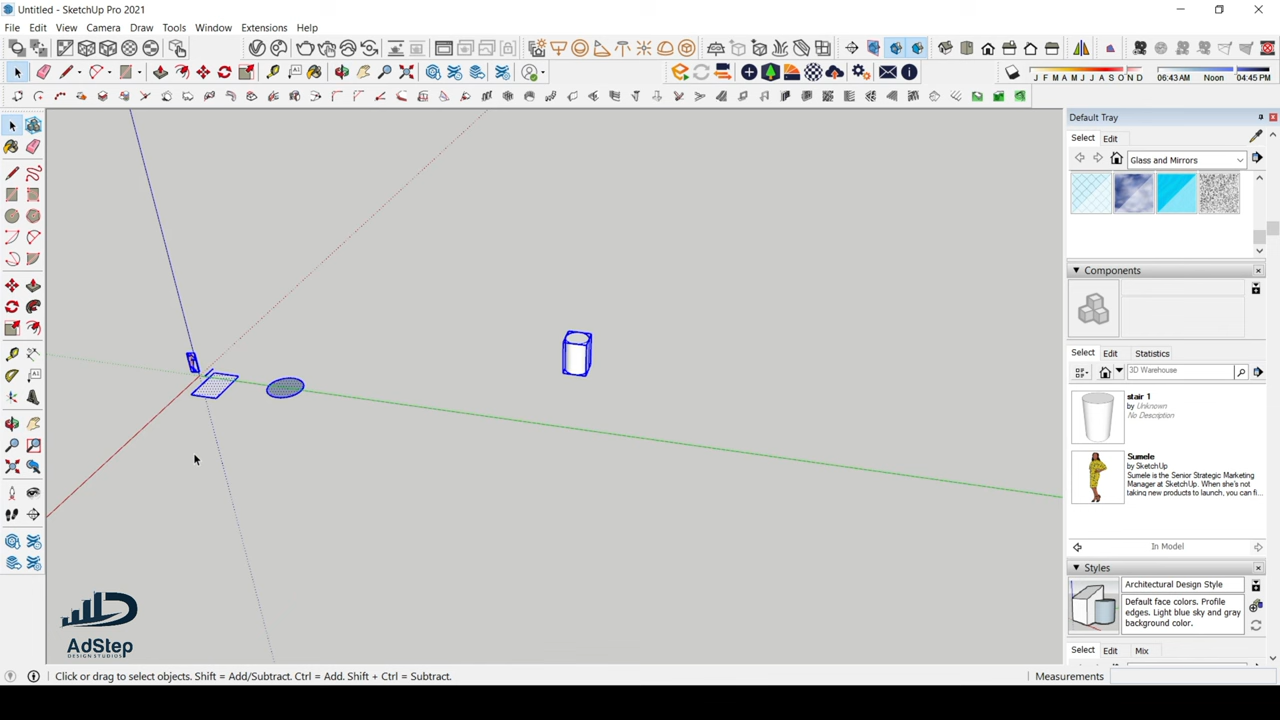 Untitled - SketchUp Pro 2021
File Edit View Camera Draw Tools Window Extensions Help
J F M A M J J A S O N D 06:43 AM Noon 04:45 PM
Default Tray
Select Edit
Glass and Mirrors
Components
Select Edit Statistics
3D Warehouse
stair 1
by Unknown
No Description
Sumele
by SketchUp
Sumele is the Senior Strategic Marketing
Manager at SketchUp. When she's not
taking new products to launch, you can fi...
In Model
Styles
Architectural Design Style
Default face colors. Profile
edges. Light blue sky and gray
background color.
Select Edit Mix
AdStep
DESIGN STUDIOS
Click or drag to select objects. Shift = Add/Subtract. Ctrl = Add. Shift + Ctrl = Subtract.
Measurements